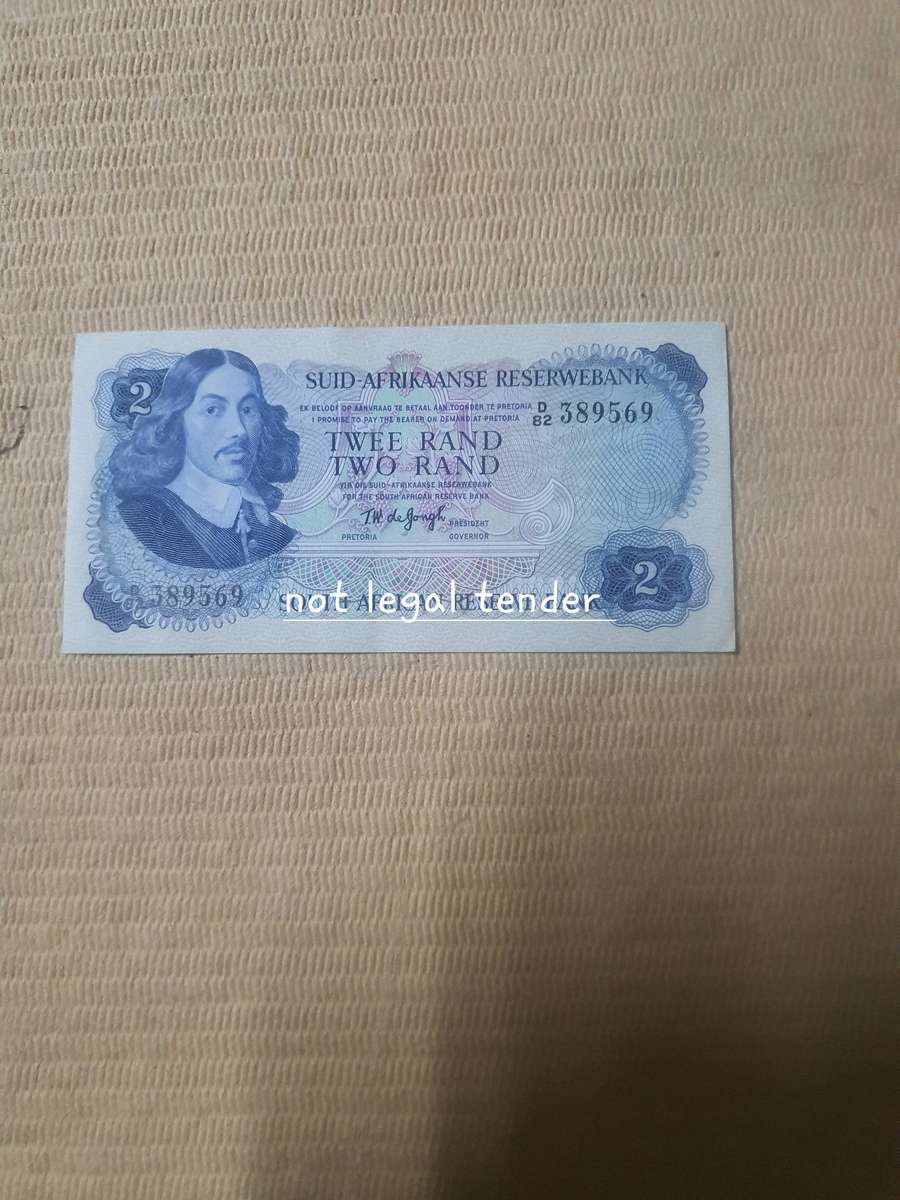 2
SUID-AFRIKAANSE RESERWEBANK
EK BELOOF OP AANVRAAG TE BETAAL AAN TOONDER TE PRETORIA
I PROMISE TO PAY THE BEARER ON DEMAND AT PRETORIA
D/82 389569
TWEE RAND
TWO RAND
VIR DIE SUID-AFRIKAANSE RESERWEBANK
FOR THE SOUTH AFRICAN RESERVE BANK
T.W. de Jongh
PRESIDENT
PRETORIA GOVERNOR
2
389569
not legal tender